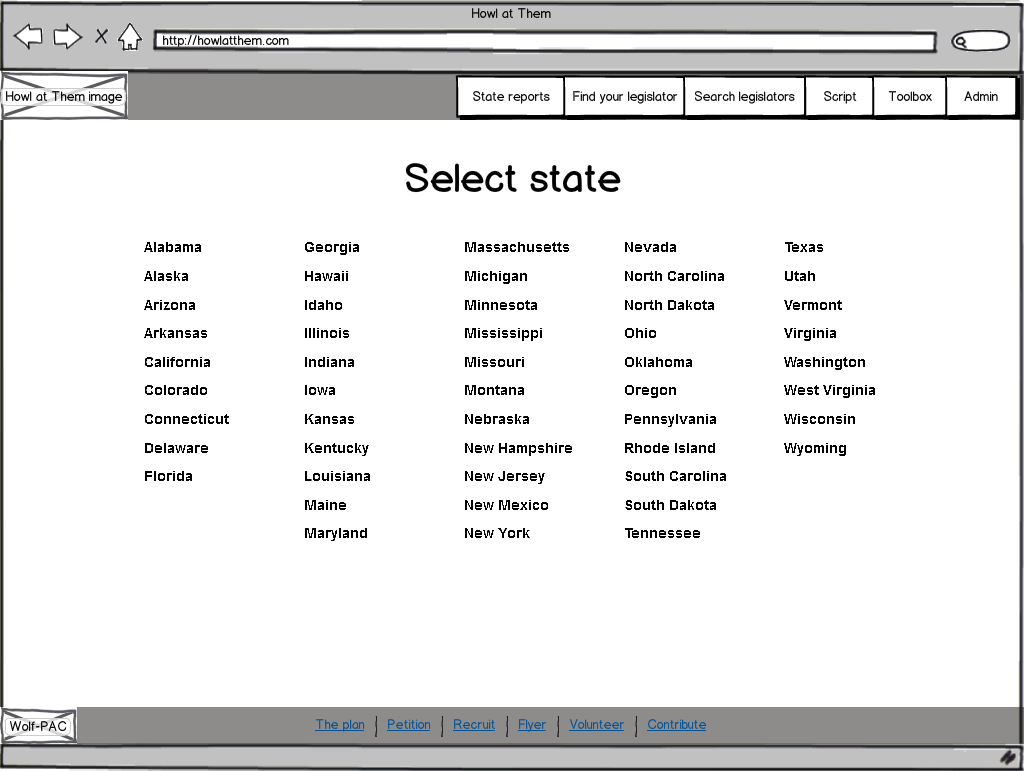 Howl at Them
http://howlatthem.com
Howl at Them image
State reports
Find your legislator
Search legislators
Script
Toolbox
Admin
Select state
Alabama
Alaska
Arizona
Arkansas
California
Colorado
Connecticut
Delaware
Florida
Georgia
Hawaii
Idaho
Illinois
Indiana
Iowa
Kansas
Kentucky
Louisiana
Maine
Maryland
Massachusetts
Michigan
Minnesota
Mississippi
Missouri
Montana
Nebraska
New Hampshire
New Jersey
New Mexico
New York
Nevada
North Carolina
North Dakota
Ohio
Oklahoma
Oregon
Pennsylvania
Rhode Island
South Carolina
South Dakota
Tennessee
Texas
Utah
Vermont
Virginia
Washington
West Virginia
Wisconsin
Wyoming
Wolf-PAC
The plan | Petition | Recruit | Flyer | Volunteer | Contribute